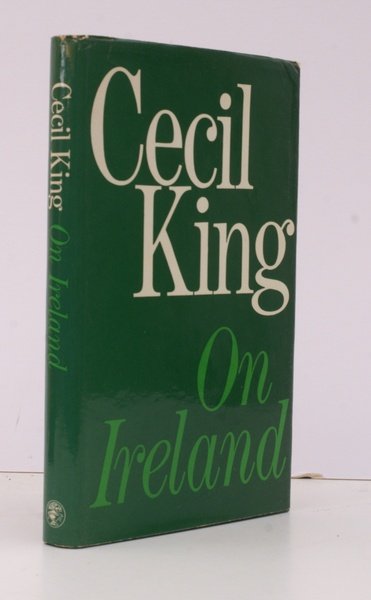 Cecil King On Ireland
Cecil
King
On
Ireland